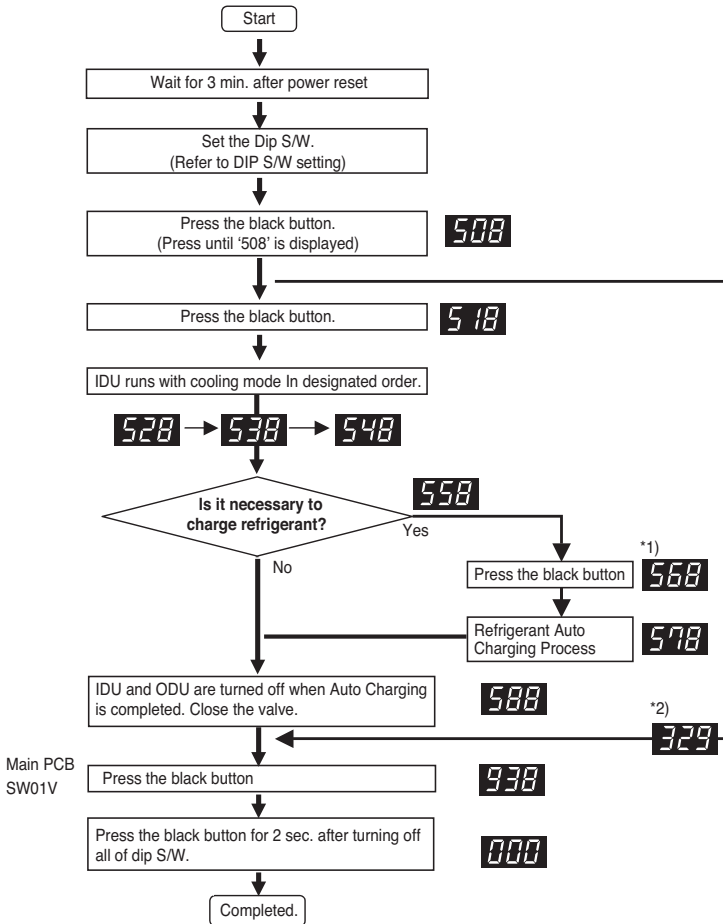 Start
Wait for 3 min. after power reset
Set the Dip S/W.
(Refer to DIP S/W setting)
Press the black button.
(Press until ‘508’ is displayed)
508
Press the black button.
518
IDU runs with cooling mode In designated order.
528
538
548
558
Is it necessary to
charge refrigerant?
Yes
No
*1)
Press the black button
568
Refrigerant Auto
Charging Process
578
IDU and ODU are turned off when Auto Charging
is completed. Close the valve.
588
*2)
329
Main PCB
SW01V
Press the black button
938
Press the black button for 2 sec. after turning off
all of dip S/W.
000
Completed.